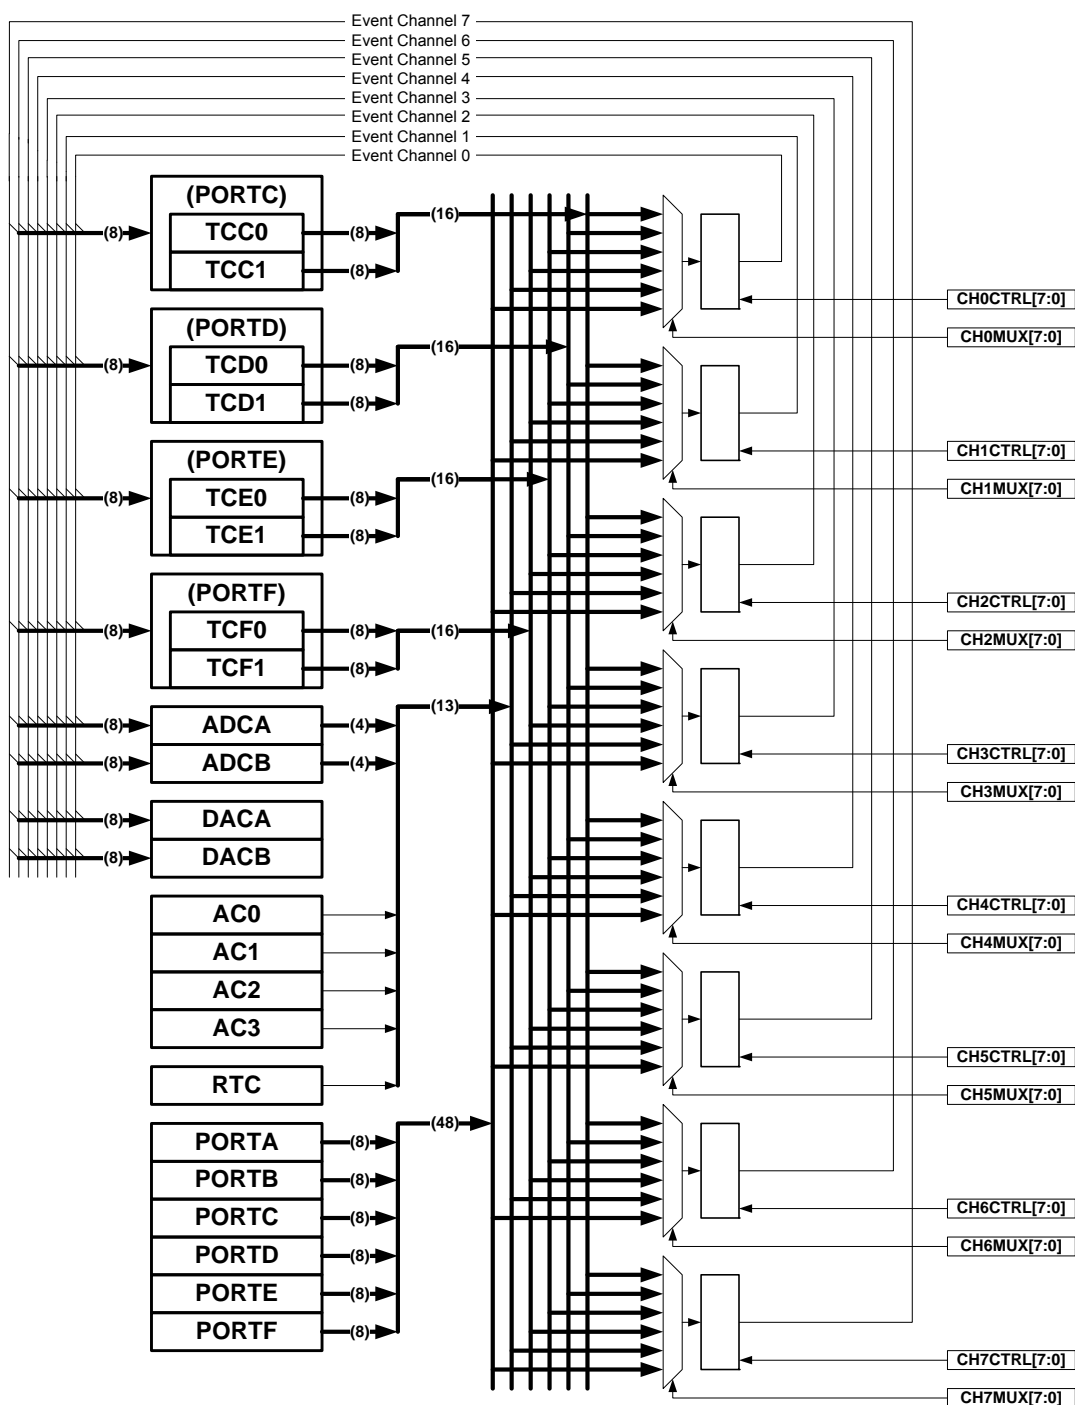 Event Channel 7
Event Channel 6
Event Channel 5
Event Channel 4
Event Channel 3
Event Channel 2
Event Channel 1
Event Channel 0
(PORTC)
(8) TCC0 (8) (16)
TCC1 (8)
CH0CTRL[7:0]
CH0MUX[7:0]
(PORTD)
(8) TCD0 (8) (16)
TCD1 (8)
CH1CTRL[7:0]
CH1MUX[7:0]
(PORTE)
(8) TCE0 (8) (16)
TCE1 (8)
CH2CTRL[7:0]
CH2MUX[7:0]
(PORTF)
(8) TCF0 (8) (16)
TCF1 (8)
(13)
(8) ADCA (4)
(8) ADCB (4)
CH3CTRL[7:0]
CH3MUX[7:0]
(8) DACA
(8) DACB
AC0
AC1
AC2
AC3
CH4CTRL[7:0]
CH4MUX[7:0]
RTC
CH5CTRL[7:0]
CH5MUX[7:0]
(48)
PORTA (8)
PORTB (8)
PORTC (8)
PORTD (8)
PORTE (8)
PORTF (8)
CH6CTRL[7:0]
CH6MUX[7:0]
CH7CTRL[7:0]
CH7MUX[7:0]